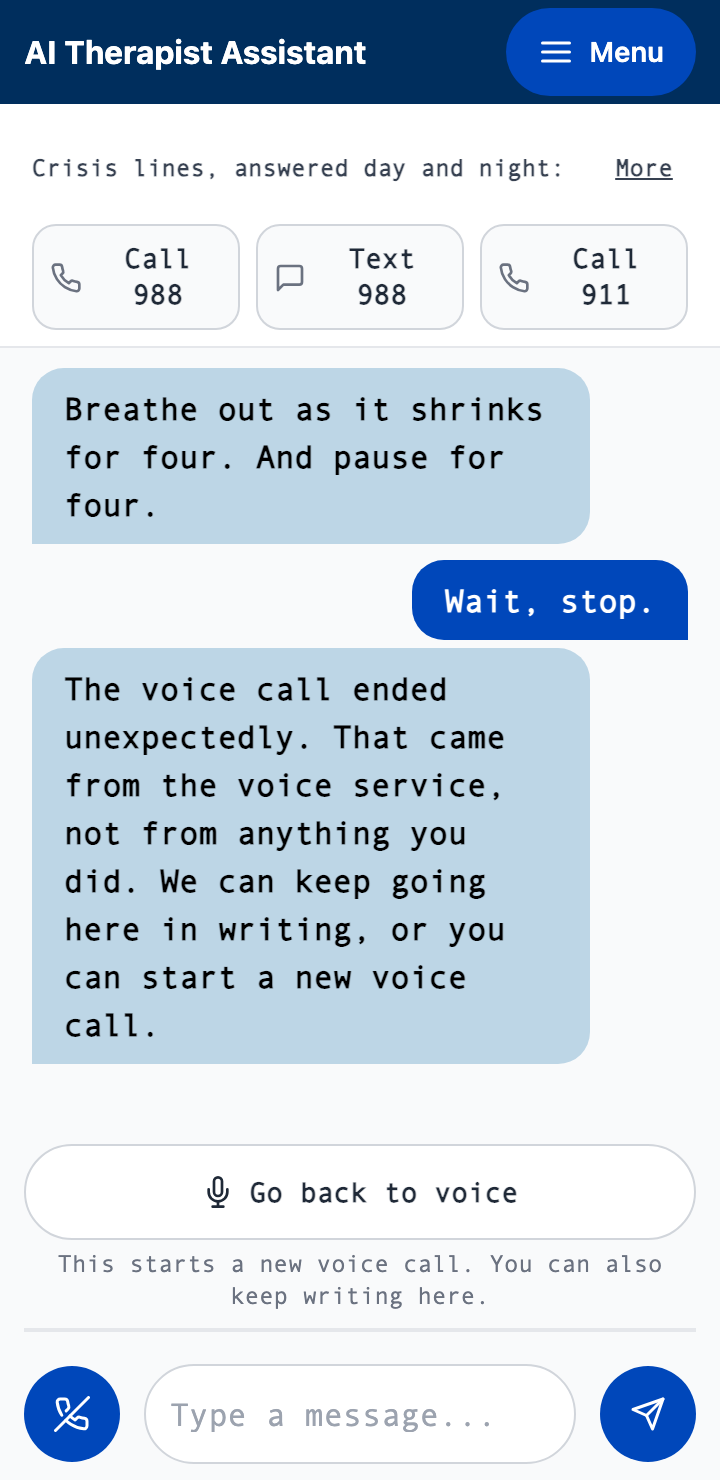 AI Therapist Assistant
Menu
Crisis lines, answered day and night:
More
Call
988
Text
988
Call
911
Breathe out as it shrinks
for four. And pause for
four.
Wait, stop.
The voice call ended
unexpectedly. That came
from the voice service,
not from anything you
did. We can keep going
here in writing, or you
can start a new voice
call.
Go back to voice
This starts a new voice call. You can also
keep writing here.
Type a message...